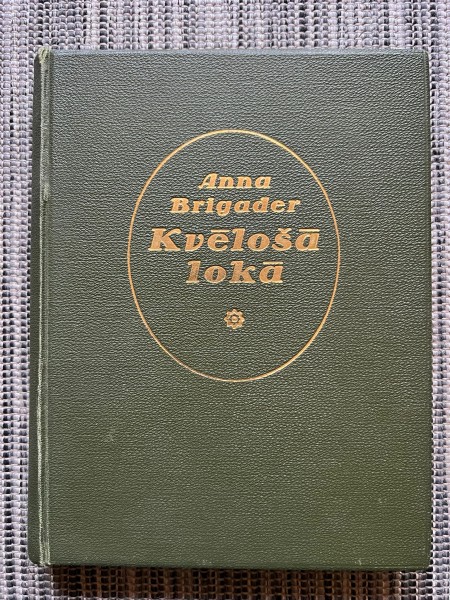 Anna
Brigader
Kvēlošā
lokā